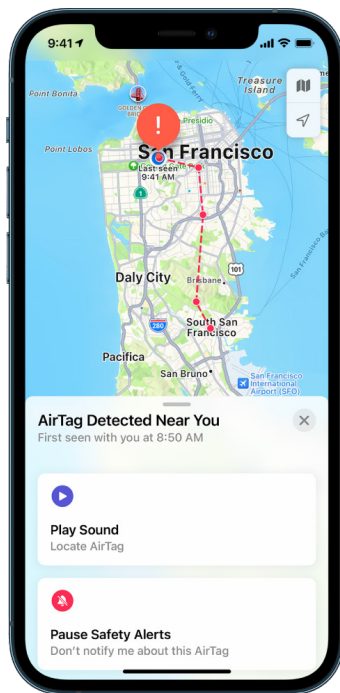 9:41
Treasure
Island
Point Bonita
GOLDEN G
Presidio
Point Lobos
San Francisco
Last seen
9:41 AM
1
Daly City
Brisbane
101
280
South San
Francisco
Pacifica
San Bruno
San Francisco
International
Airport (SFO)
AirTag Detected Near You
First seen with you at 8:50 AM
Play Sound
Locate AirTag
Pause Safety Alerts
Don't notify me about this AirTag